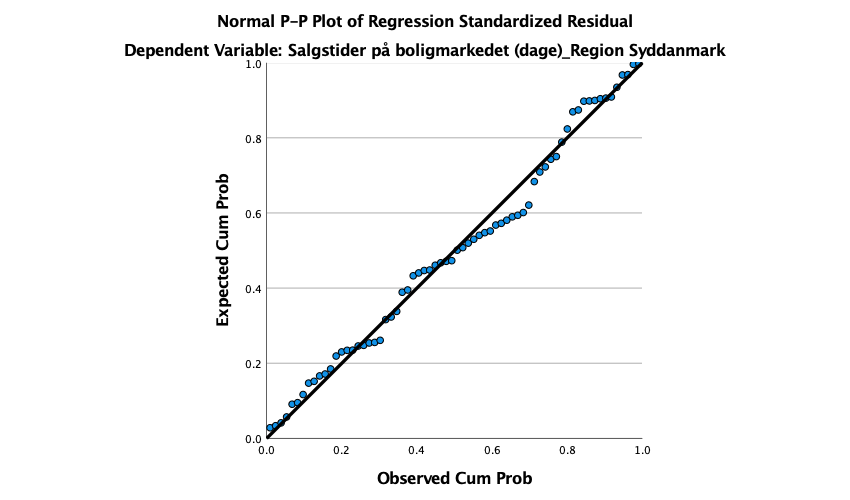 Normal P-P Plot of Regression Standardized Residual
Dependent Variable: Salgstider på boligmarkedet (dage)_Region Syddanmark
1.0
0.8
0.6
0.4
0.2
0.0
Expected Cum Prob
0.0 0.2 0.4 0.6 0.8 1.0
Observed Cum Prob